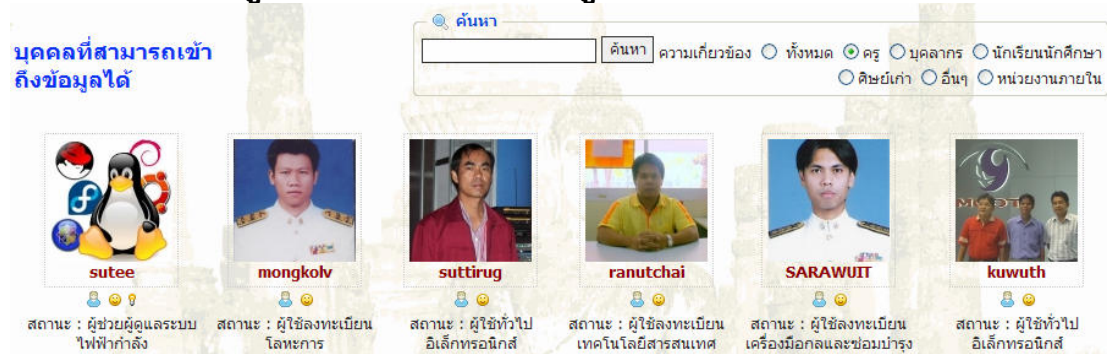 ค้นหา
บุคคลที่สามารถเข้า
ถึงข้อมูลได้
ค้นหา ความเกี่ยวข้อง ทั้งหมด ครู บุคลากร นักเรียนนักศึกษา
ศิษย์เก่า อื่นๆ หน่วยงานภายใน
sutee
mongkolv
suttirug
ranutchai
SARAWUIT
kuwuth
สถานะ : ผู้ช่วยผู้ดูแลระบบ
ไฟฟ้ากำลัง
สถานะ : ผู้ใช้ลงทะเบียน
โลหะการ
สถานะ : ผู้ใช้ทั่วไป
อิเล็กทรอนิกส์
สถานะ : ผู้ใช้ลงทะเบียน
เทคโนโลยีสารสนเทศ
สถานะ : ผู้ใช้ลงทะเบียน
เครื่องมือกลและซ่อมบำรุง
สถานะ : ผู้ใช้ทั่วไป
อิเล็กทรอนิกส์